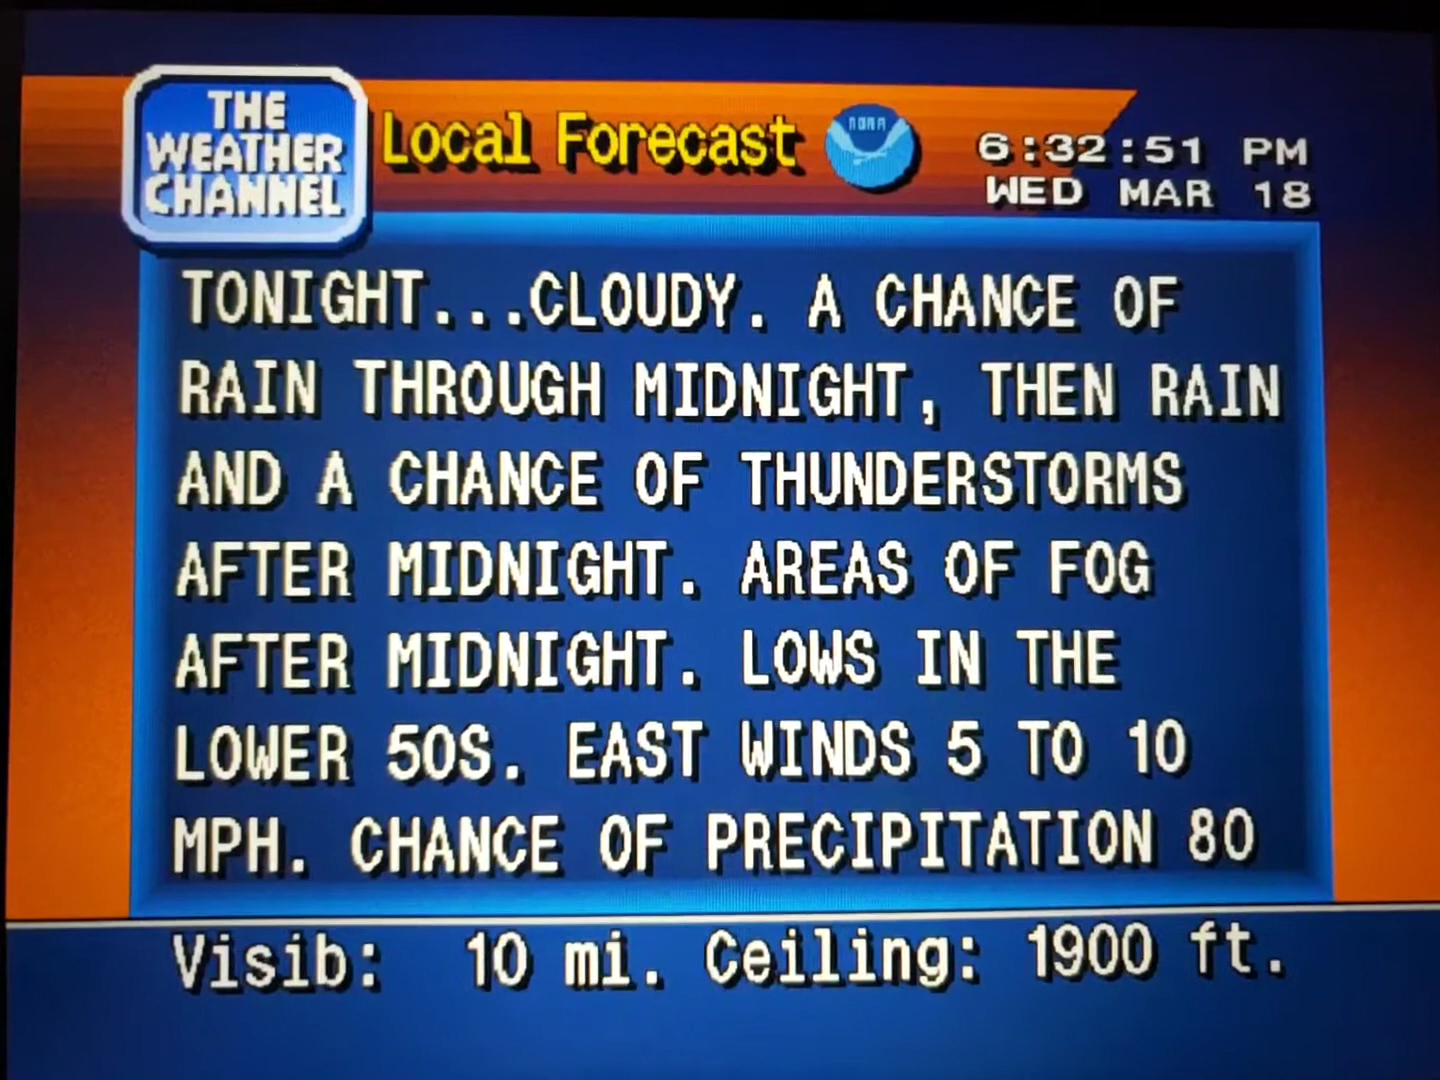 THE
WEATHER
CHANNEL
Local Forecast
NOAA
6:32:51 PM
WED MAR 18
TONIGHT...CLOUDY. A CHANCE OF
RAIN THROUGH MIDNIGHT, THEN RAIN
AND A CHANCE OF THUNDERSTORMS
AFTER MIDNIGHT. AREAS OF FOG
AFTER MIDNIGHT. LOWS IN THE
LOWER 50S. EAST WINDS 5 TO 10
MPH. CHANCE OF PRECIPITATION 80
Visib: 10 mi. Ceiling: 1900 ft.